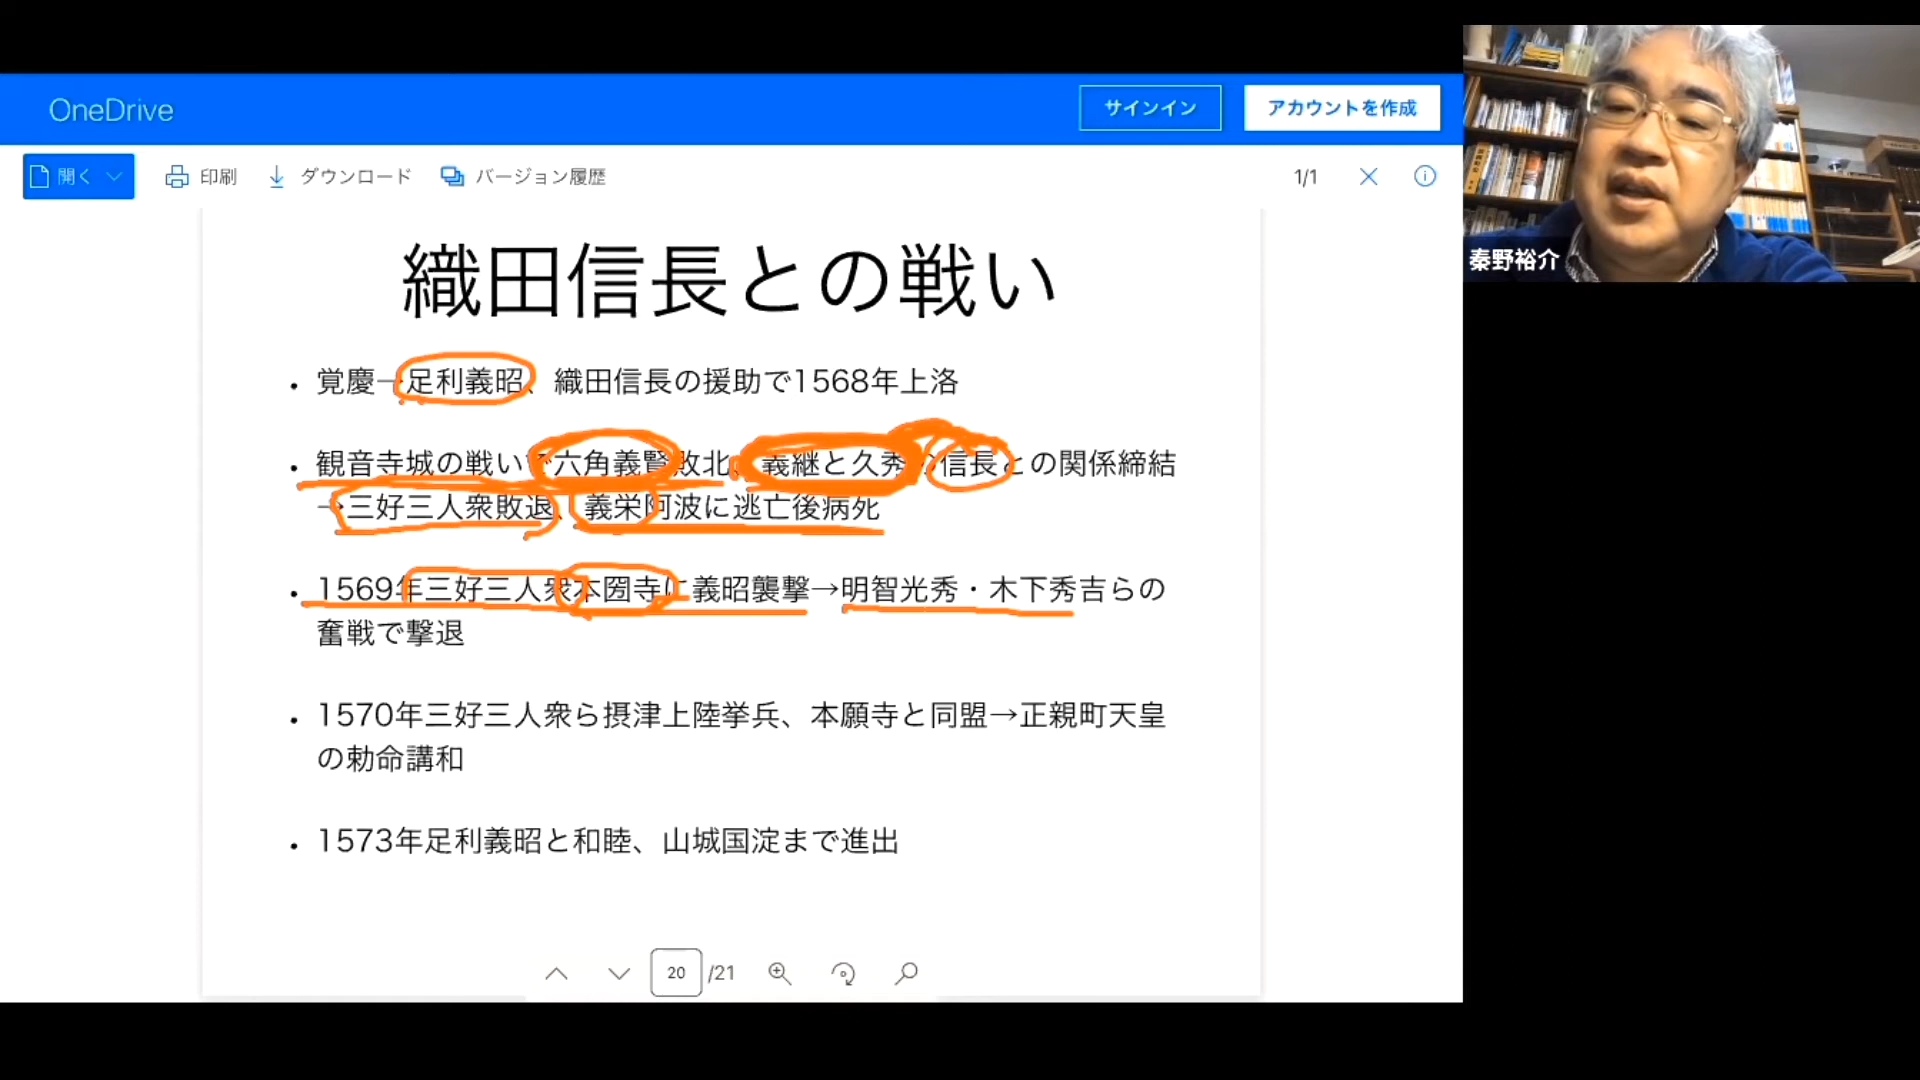 OneDrive
サインイン
アカウントを作成
開く
印刷
ダウンロード
バージョン履歴
1/1
秦野裕介
織田信長との戦い
• 覚慶→足利義昭、織田信長の援助で1568年上洛
• 観音寺城の戦いで六角義賢敗北、義継と久秀の信長との関係締結
→三好三人衆敗退、義栄阿波に逃亡後病死
• 1569年三好三人衆本圀寺に義昭襲撃→明智光秀・木下秀吉らの
奮戦で撃退
• 1570年三好三人衆ら摂津上陸挙兵、本願寺と同盟→正親町天皇
の勅命講和
• 1573年足利義昭と和睦、山城国淀まで進出
20 /21